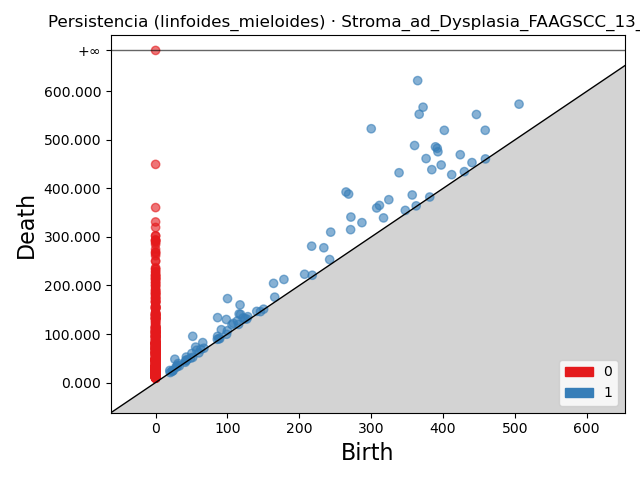 Persistencia (linfoides_mieloides) · Stroma_ad_Dysplasia_FAAGSCC_13_
+∞
600.000
500.000
400.000
300.000
200.000
100.000
0.000
Death
0
1
0 100 200 300 400 500 600
Birth